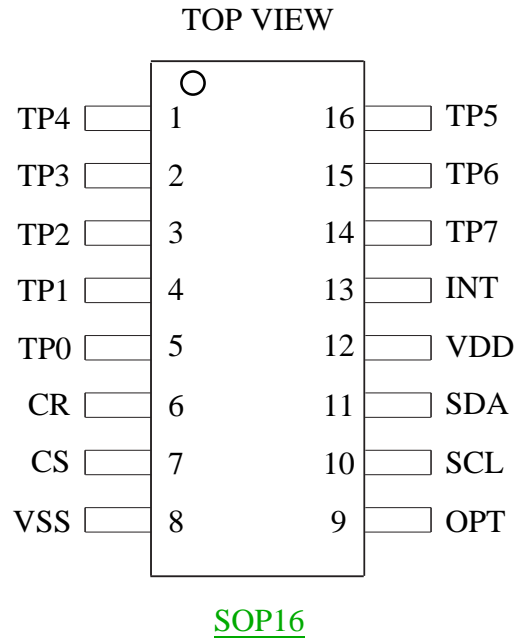 TOP VIEW
TP4 1 16 TP5
TP3 2 15 TP6
TP2 3 14 TP7
TP1 4 13 INT
TP0 5 12 VDD
CR 6 11 SDA
CS 7 10 SCL
VSS 8 9 OPT
SOP16